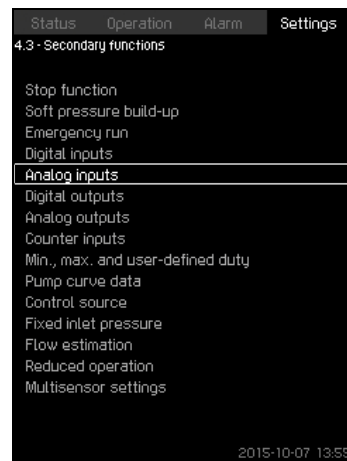 Status Operation Alarm Settings
4.3 - Secondary functions
Stop function
Soft pressure build-up
Emergency run
Digital inputs
Analog inputs
Digital outputs
Analog outputs
Counter inputs
Min., max. and user-defined duty
Pump curve data
Control source
Fixed inlet pressure
Flow estimation
Reduced operation
Multisensor settings
2015-10-07 13:55